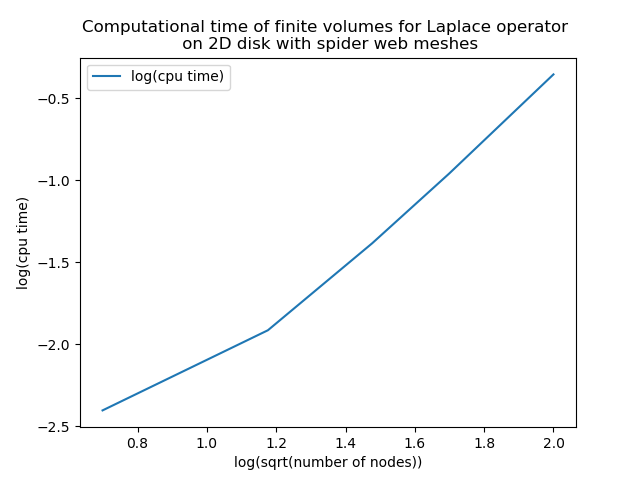 Computational time of finite volumes for Laplace operator
on 2D disk with spider web meshes
log(cpu time)
−0.5
−1.0
−1.5
−2.0
−2.5
log(cpu time)
0.8 1.0 1.2 1.4 1.6 1.8 2.0
log(sqrt(number of nodes))